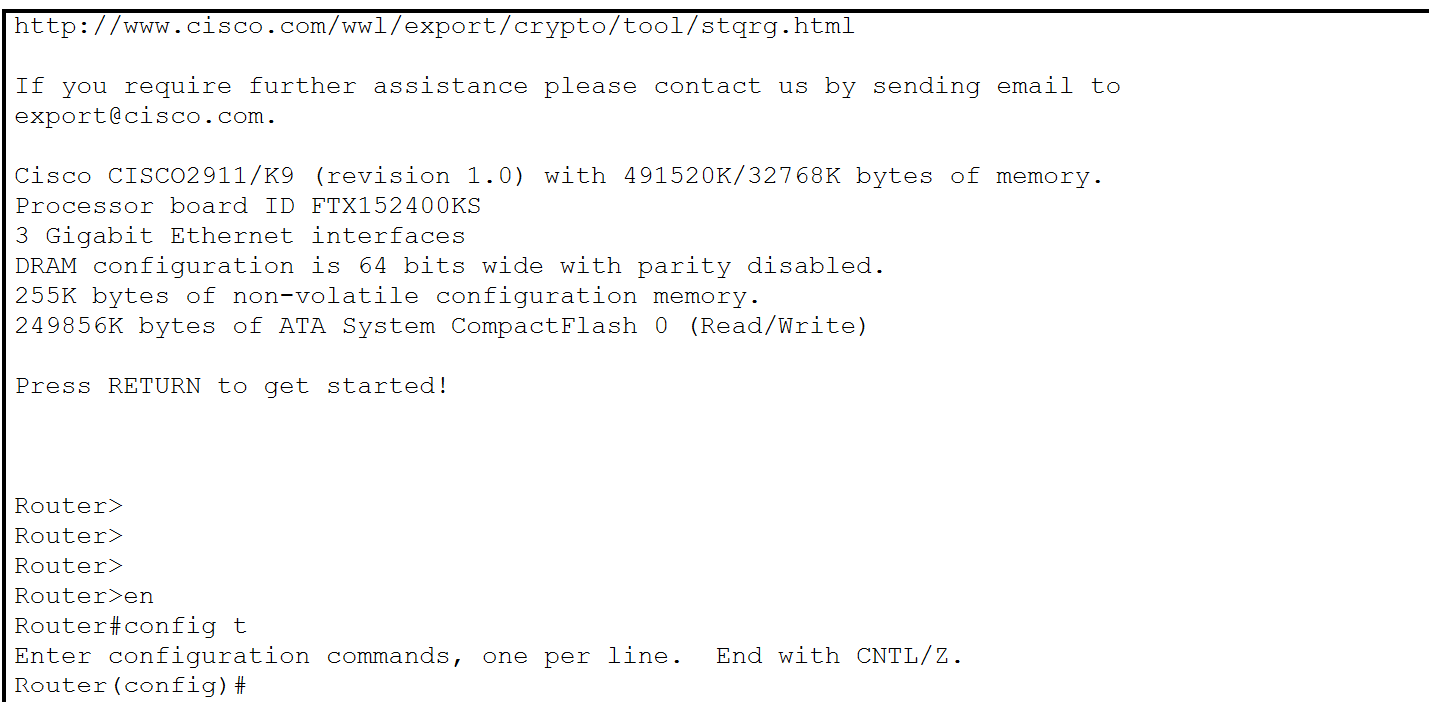 http://www.cisco.com/wwl/export/crypto/tool/stqrg.html
If you require further assistance please contact us by sending email to
export@cisco.com.
Cisco CISCO2911/K9 (revision 1.0) with 491520K/32768K bytes of memory.
Processor board ID FTX152400KS
3 Gigabit Ethernet interfaces
DRAM configuration is 64 bits wide with parity disabled.
255K bytes of non-volatile configuration memory.
249856K bytes of ATA System CompactFlash 0 (Read/Write)
Press RETURN to get started!
Router>
Router>
Router>
Router>en
Router#config t
Enter configuration commands, one per line.  End with CNTL/Z.
Router(config)#